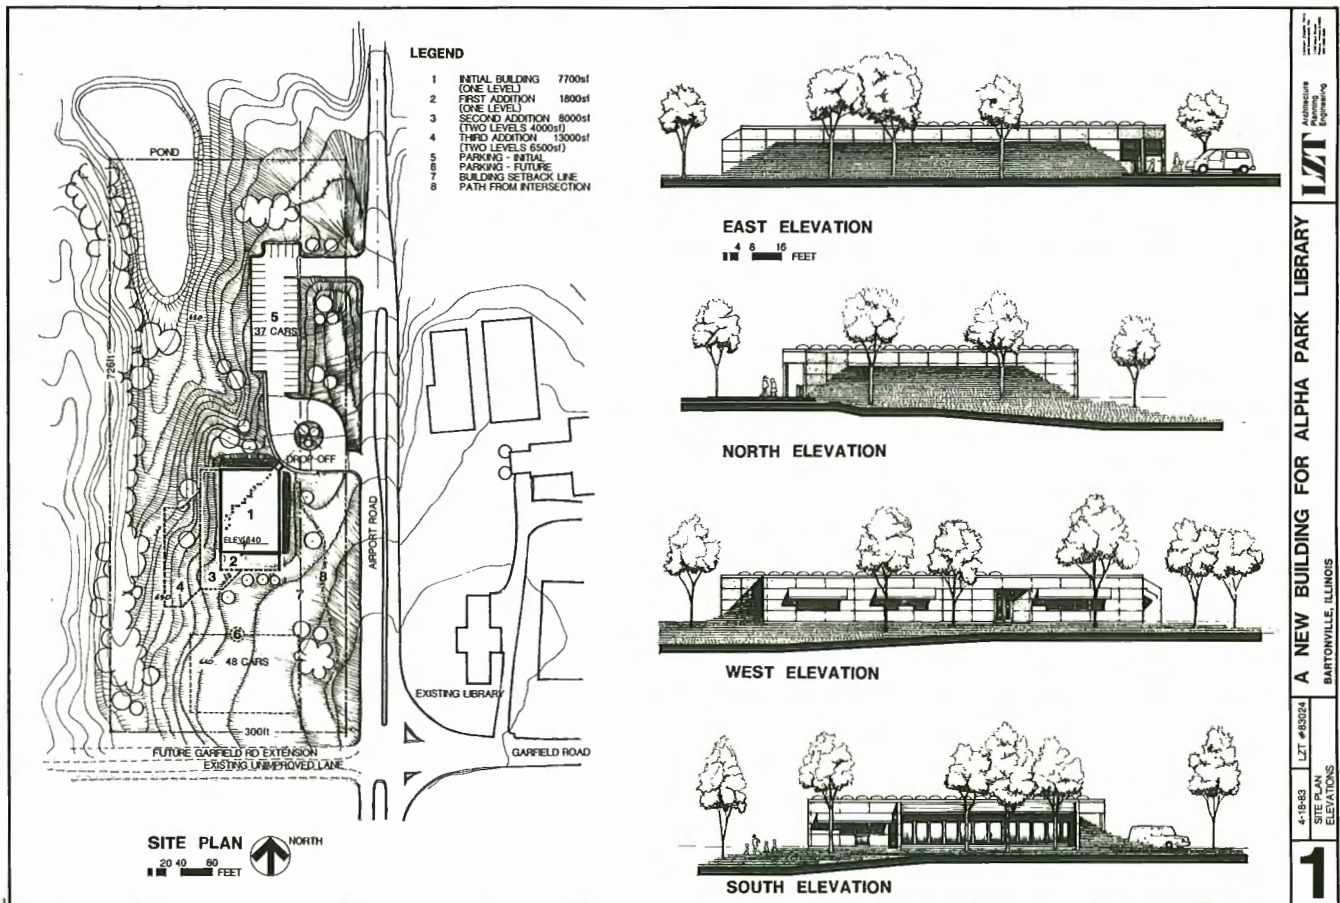 LEGEND
1 INITIAL BUILDING 7700sf
(ONE LEVEL)
2 FIRST ADDITION 1800sf
(ONE LEVEL)
3 SECOND ADDITION 8000sf
(TWO LEVELS 4000sf)
4 THIRD ADDITION 13000sf
(TWO LEVELS 6500sf)
5 PARKING - INITIAL
6 PARKING - FUTURE
7 BUILDING SETBACK LINE
8 PATH FROM INTERSECTION
POND
5
37 CARS
726ft
DROP-OFF
1
ELEV 640
2
3
4
7
8
6
48 CARS
AIRPORT ROAD
EXISTING LIBRARY
300ft
GARFIELD ROAD
FUTURE GARFIELD RD EXTENSION
EXISTING UNIMPROVED LANE
SITE PLAN
NORTH
20 40 80
FEET
EAST ELEVATION
4 8 16
FEET
NORTH ELEVATION
WEST ELEVATION
SOUTH ELEVATION
Architecture
Planning
Engineering
LZT
A NEW BUILDING FOR ALPHA PARK LIBRARY
BARTONVILLE, ILLINOIS
4-18-83
LZT #83024
SITE PLAN
ELEVATIONS
1